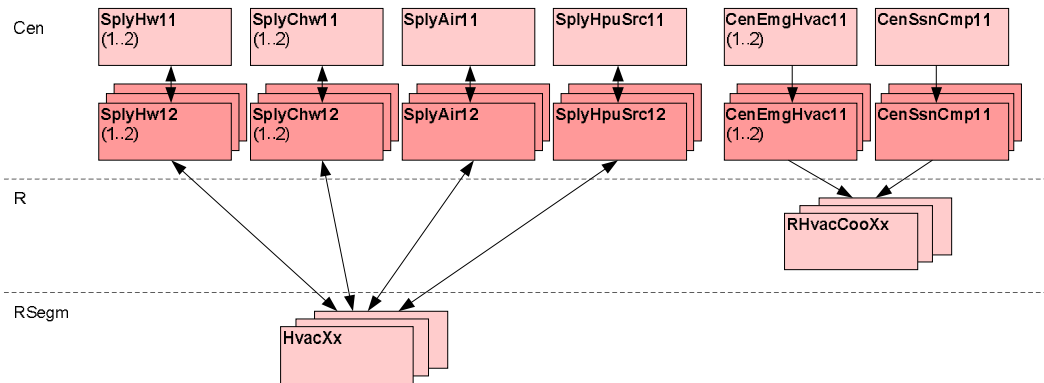 Cen
SplyHw11
(1..2)
SplyChw11
(1..2)
SplyAir11
SplyHpuSrc11
CenEmgHvac11
(1..2)
CenSsnCmp11
SplyHw12
(1..2)
SplyChw12
(1..2)
SplyAir12
SplyHpuSrc12
CenEmgHvac11
(1..2)
CenSsnCmp11
R
RHvacCooXx
RSegm
HvacXx